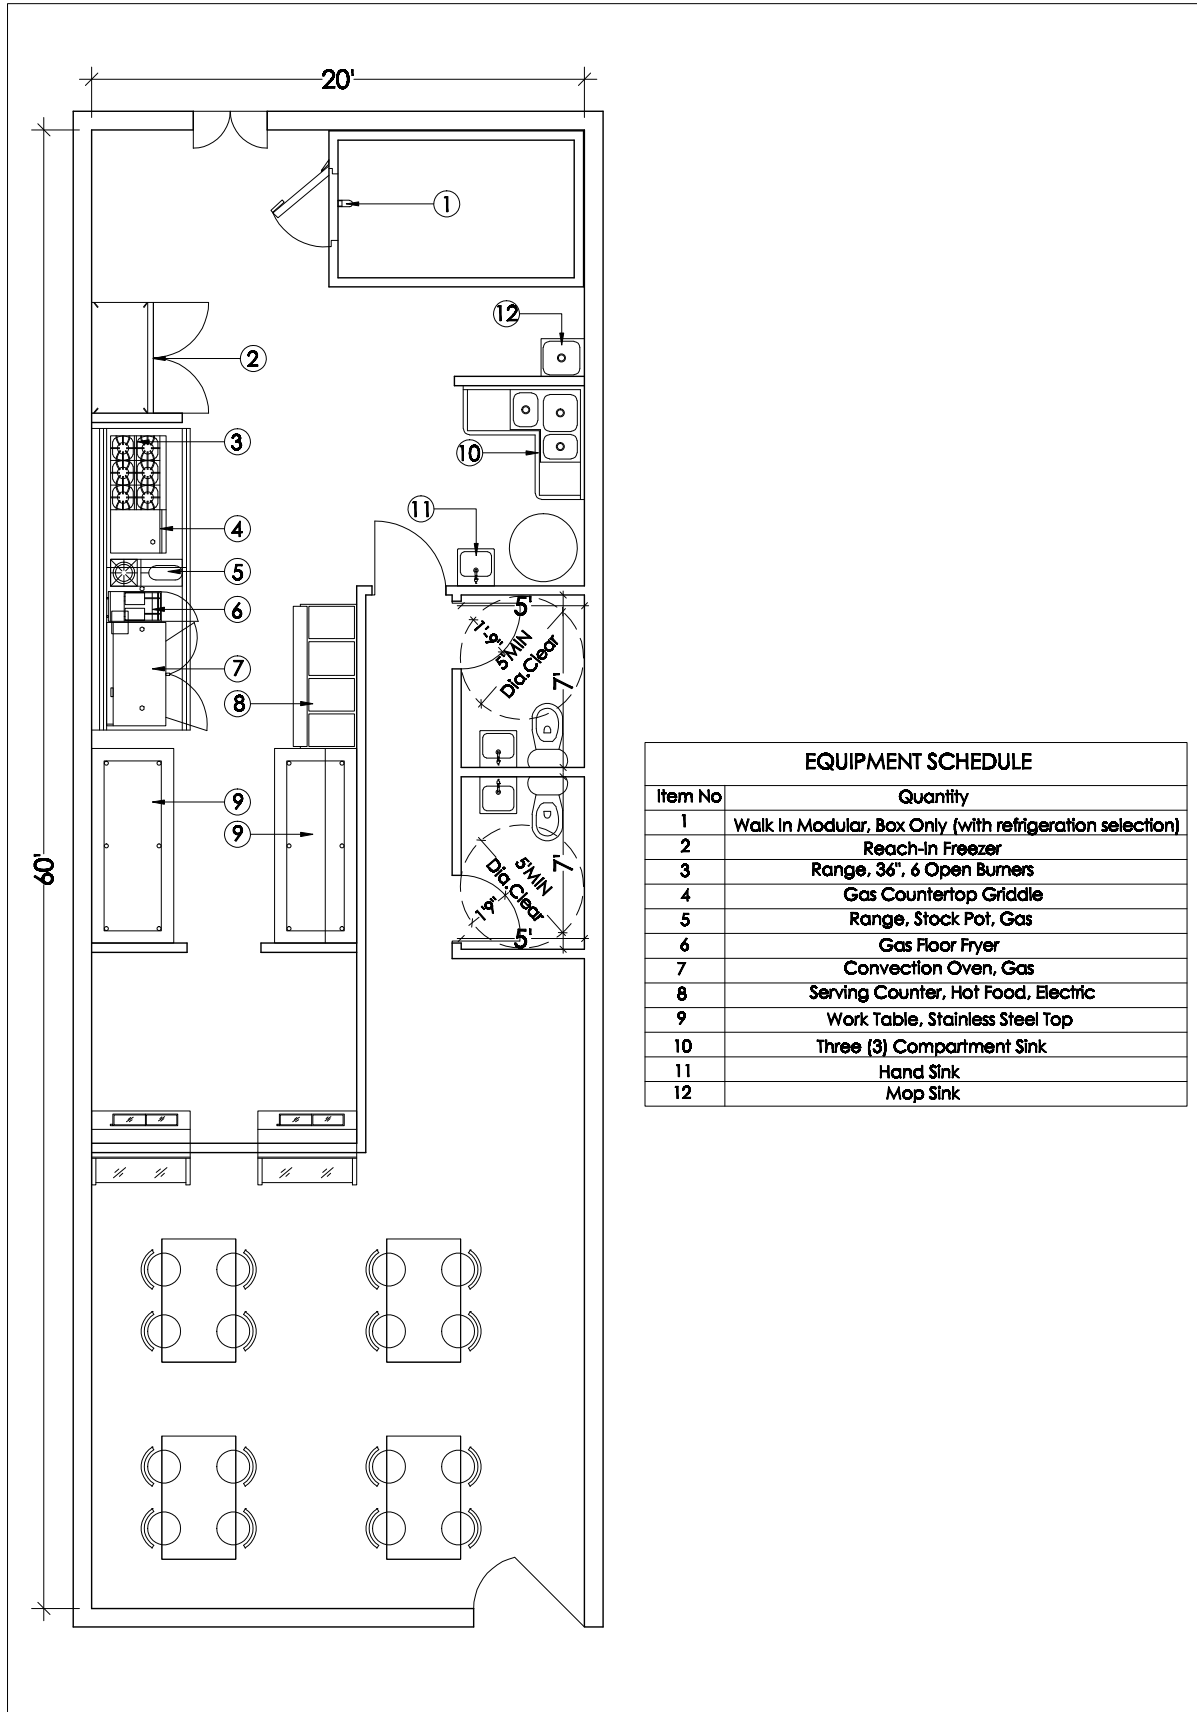 20'
1
12
2
3
10
11
4
5
6
5'
1'-9"
5'MIN
Dia.Clear
7'
7
8
9
9
60'
5'MIN
Dia.Clear
7'
1'9"
5'
EQUIPMENT SCHEDULE
Item No Quantity
1 Walk In Modular, Box Only (with refrigeration selection)
2 Reach-In Freezer
3 Range, 36", 6 Open Burners
4 Gas Countertop Griddle
5 Range, Stock Pot, Gas
6 Gas Floor Fryer
7 Convection Oven, Gas
8 Serving Counter, Hot Food, Electric
9 Work Table, Stainless Steel Top
10 Three (3) Compartment Sink
11 Hand Sink
12 Mop Sink